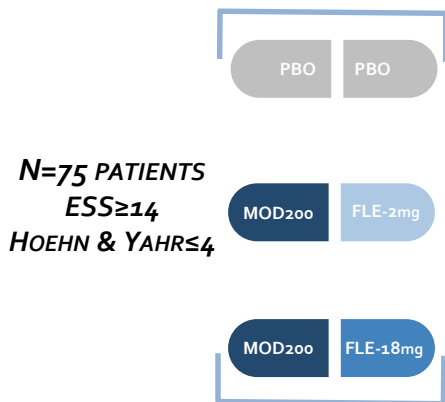 PBO PBO
N=75 PATIENTS
ESS≥14
HOEHN & YAHR≤4
MOD200 FLE-2mg
MOD200 FLE-18mg